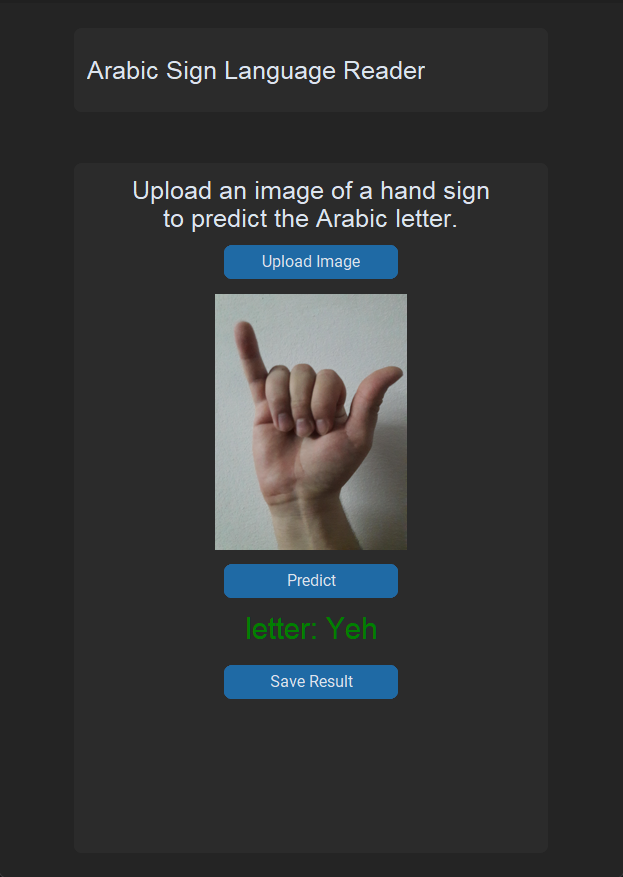 Arabic Sign Language Reader
Upload an image of a hand sign
to predict the Arabic letter.
Upload Image
Predict
letter: Yeh
Save Result